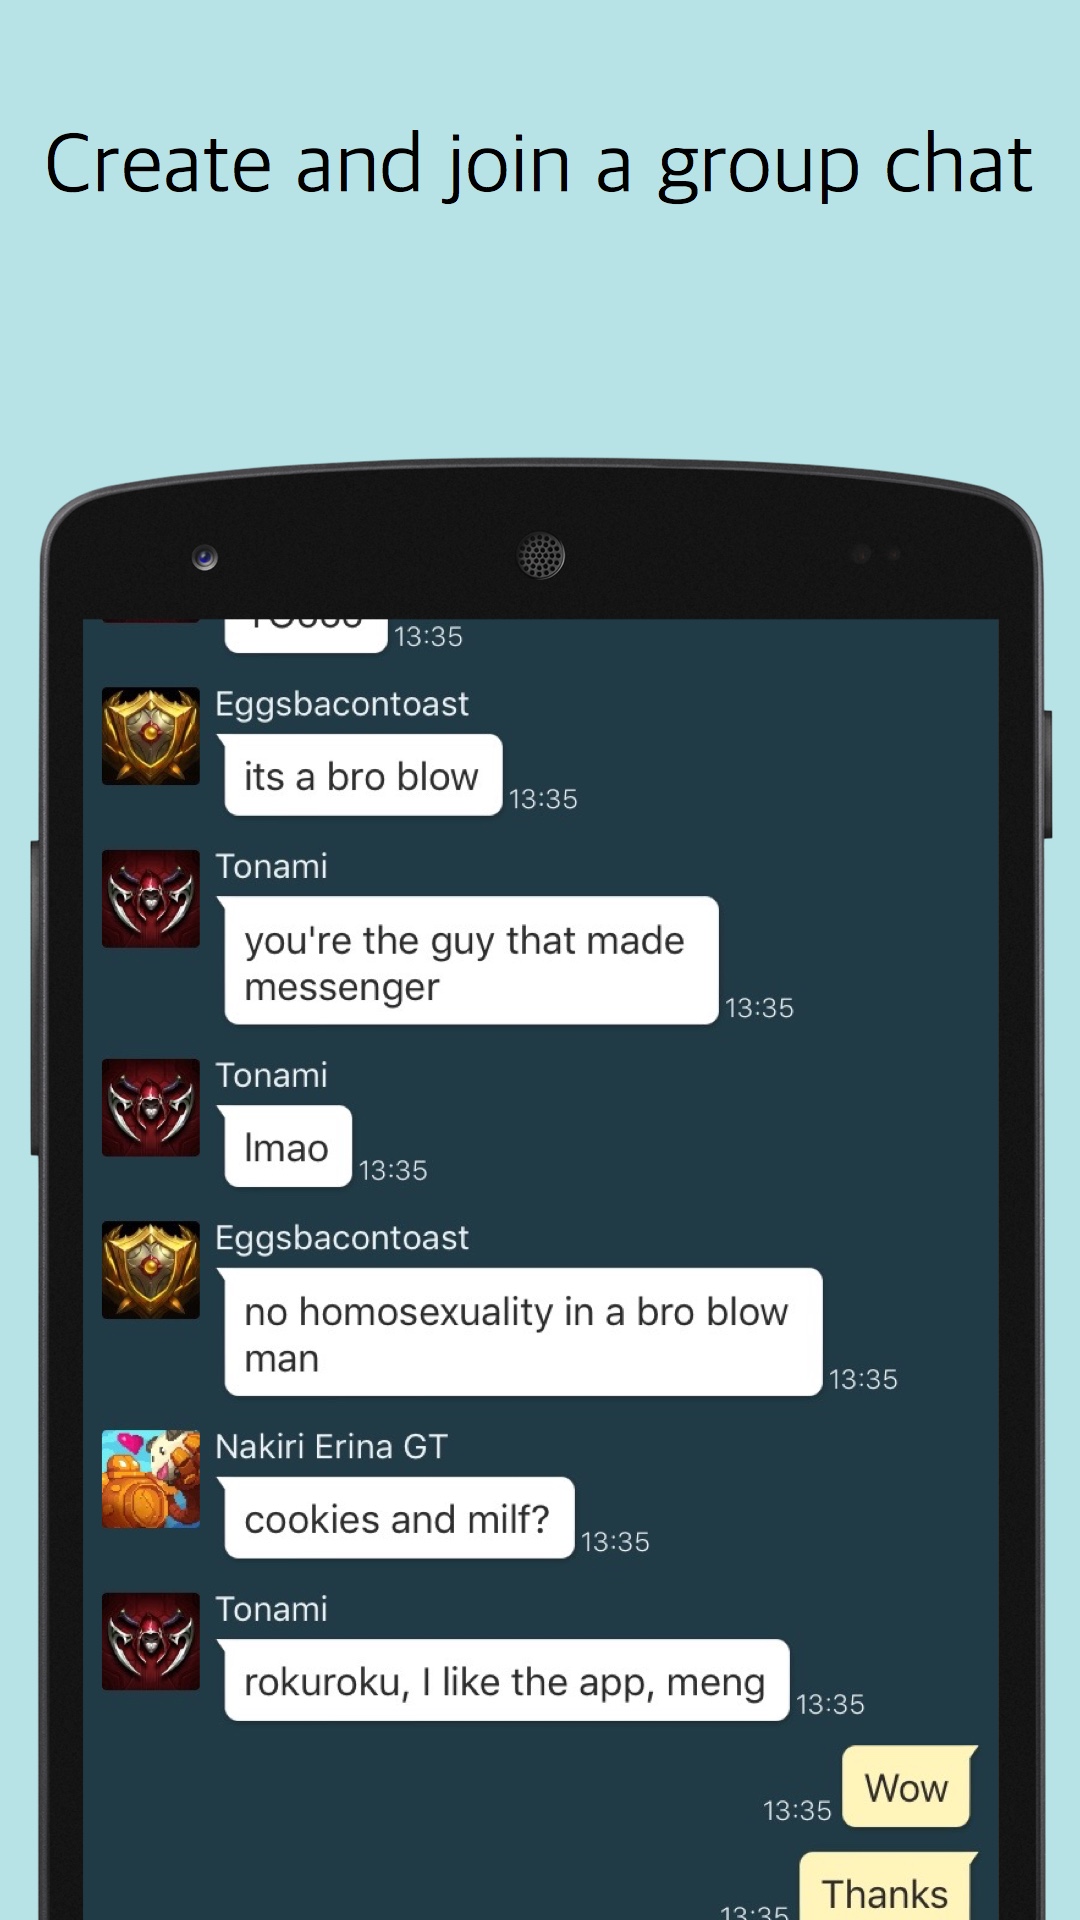 Create and join a group chat
13:35
Eggsbacontoast
its a bro blow
13:35
Tonami
you're the guy that made
messenger
13:35
Tonami
lmao
13:35
Eggsbacontoast
no homosexuality in a bro blow
man
13:35
Nakiri Erina GT
cookies and milf?
13:35
Tonami
rokuroku, I like the app, meng
13:35
Wow
13:35
Thanks
13:35